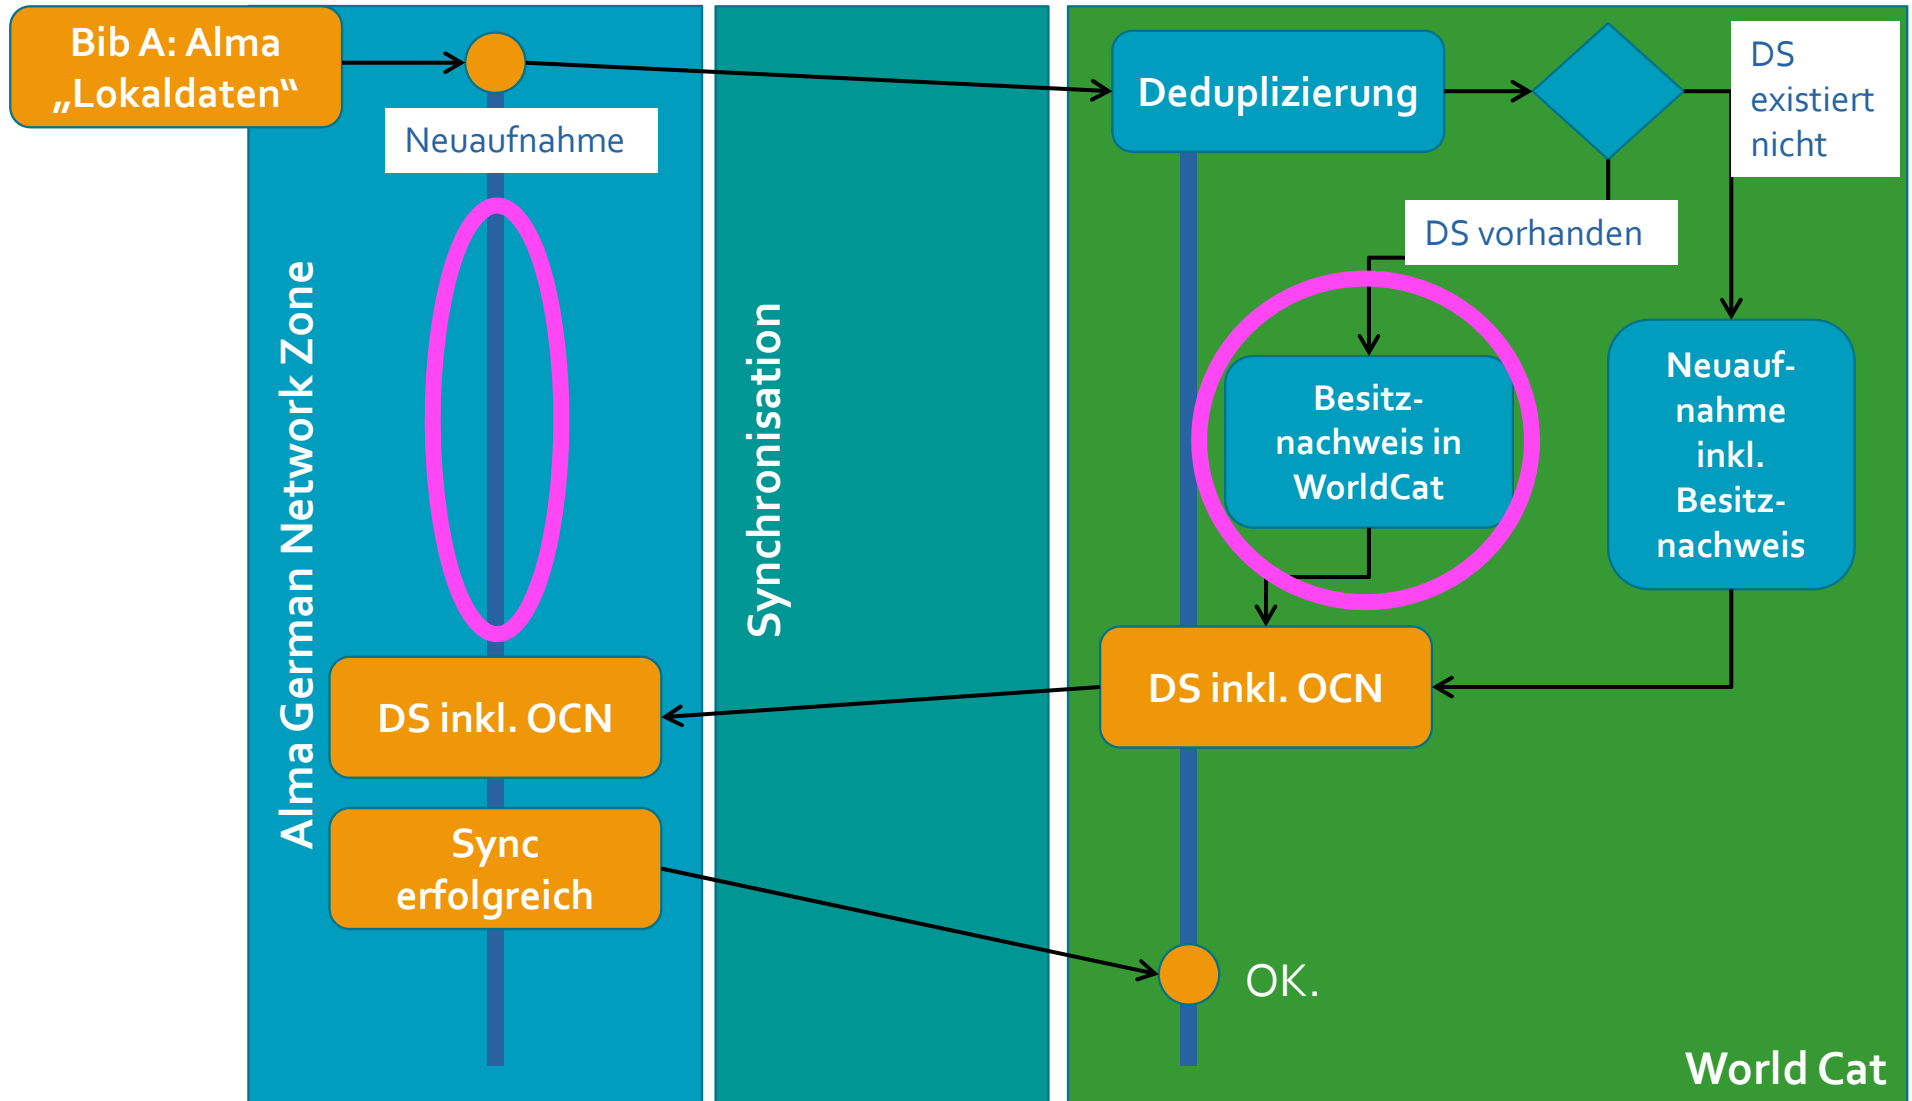 Bib A: Alma
„Lokaldaten“
Neuaufnahme
Alma German Network Zone
DS inkl. OCN
Sync
erfolgreich
Synchronisation
Deduplizierung
DS
existiert
nicht
DS vorhanden
Besitz-
nachweis in
WorldCat
Neuauf-
nahme
inkl.
Besitz-
nachweis
DS inkl. OCN
OK.
World Cat